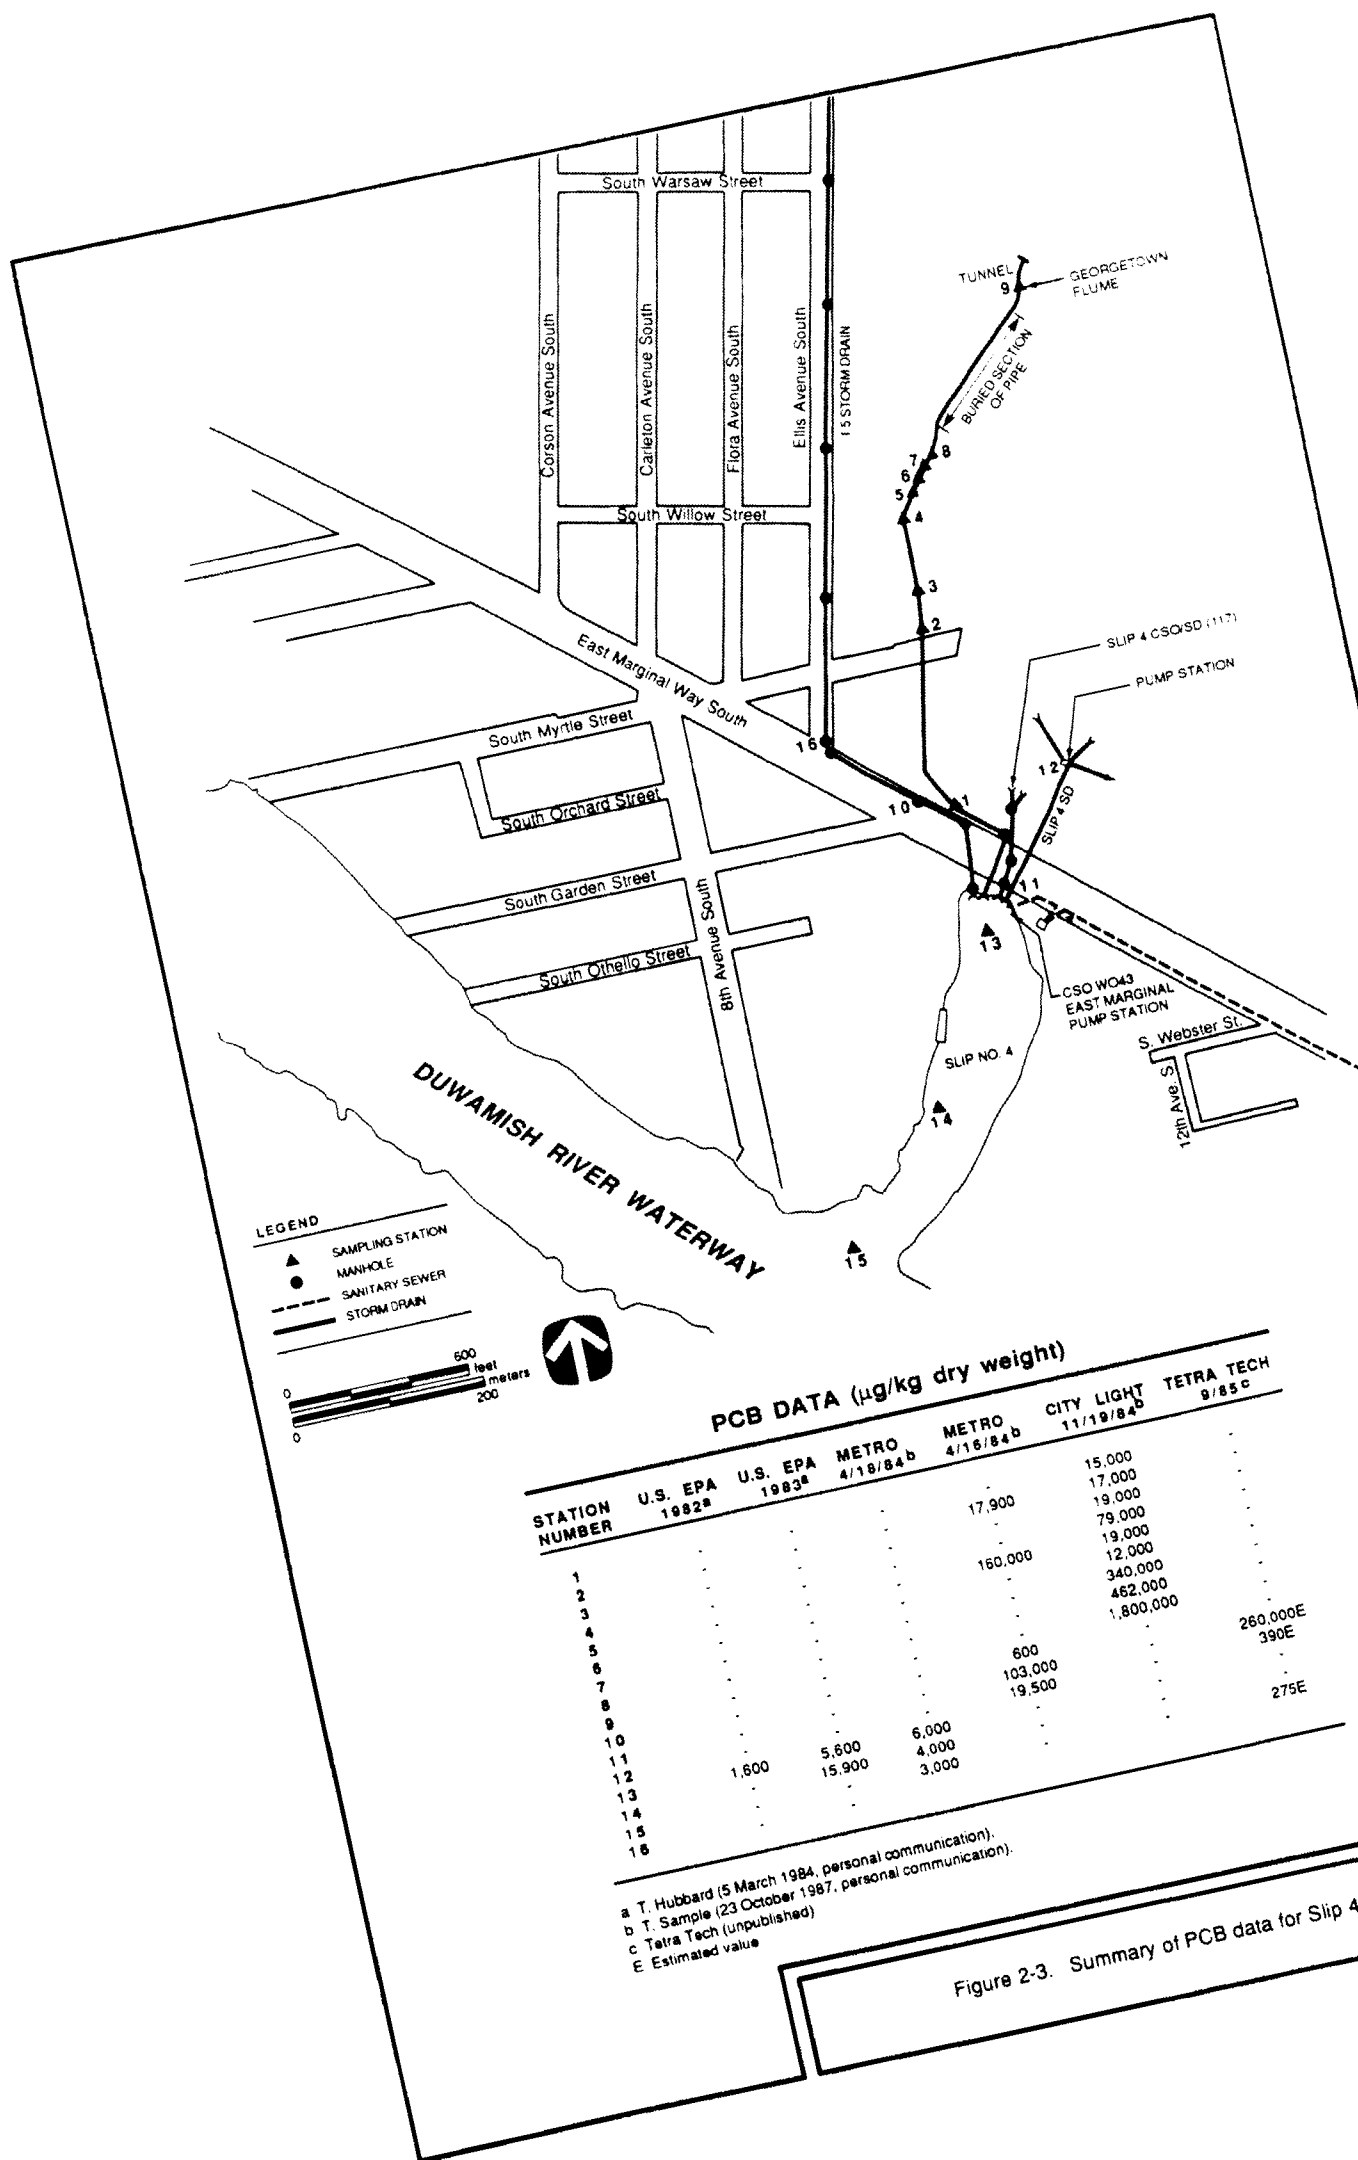 South Warsaw Street
TUNNEL
9
GEORGETOWN
FLUME
Corson Avenue South
Carleton Avenue South
Flora Avenue South
Ellis Avenue South
15 STORM DRAIN
BURIED SECTION
OF PIPE
8
7
6
5
4
South Willow Street
3
2
SLIP 4 CSO/SD (117)
PUMP STATION
East Marginal Way South
South Myrtle Street
16
12
10
1
SLIP 4 SD
South Orchard Street
South Garden Street
11
8th Avenue South
South Othello Street
13
CSO WO43
EAST MARGINAL
PUMP STATION
S. Webster St.
12th Ave. S.
SLIP NO. 4
14
DUWAMISH RIVER WATERWAY
15
LEGEND
SAMPLING STATION
MANHOLE
SANITARY SEWER
STORM DRAIN
0 600
feet
meters
0 200
PCB DATA (µg/kg dry weight)
STATION NUMBER U.S. EPA 1982a U.S. EPA 1983a METRO 4/18/84b METRO 4/16/84b CITY LIGHT 11/19/84b TETRA TECH 9/85c
1 - - - - 15,000 -
2 - - - 17,900 17,000 -
3 - - - - 19,000 -
4 - - - - 79,000 -
5 - - - 160,000 19,000 -
6 - - - - 12,000 -
7 - - - - 340,000 -
8 - - - - 462,000 -
9 - - - - 1,800,000 -
10 - - - 600 - -
11 - - - 103,000 - 260,000E
12 - - - 19,500 - 390E
13 1,600 5,600 6,000 - - -
14 - 15,900 4,000 - - -
15 - - 3,000 - - 275E
16
a T. Hubbard (5 March 1984, personal communication).
b T. Sample (23 October 1987, personal communication).
c Tetra Tech (unpublished)
E Estimated value
Figure 2-3. Summary of PCB data for Slip 4